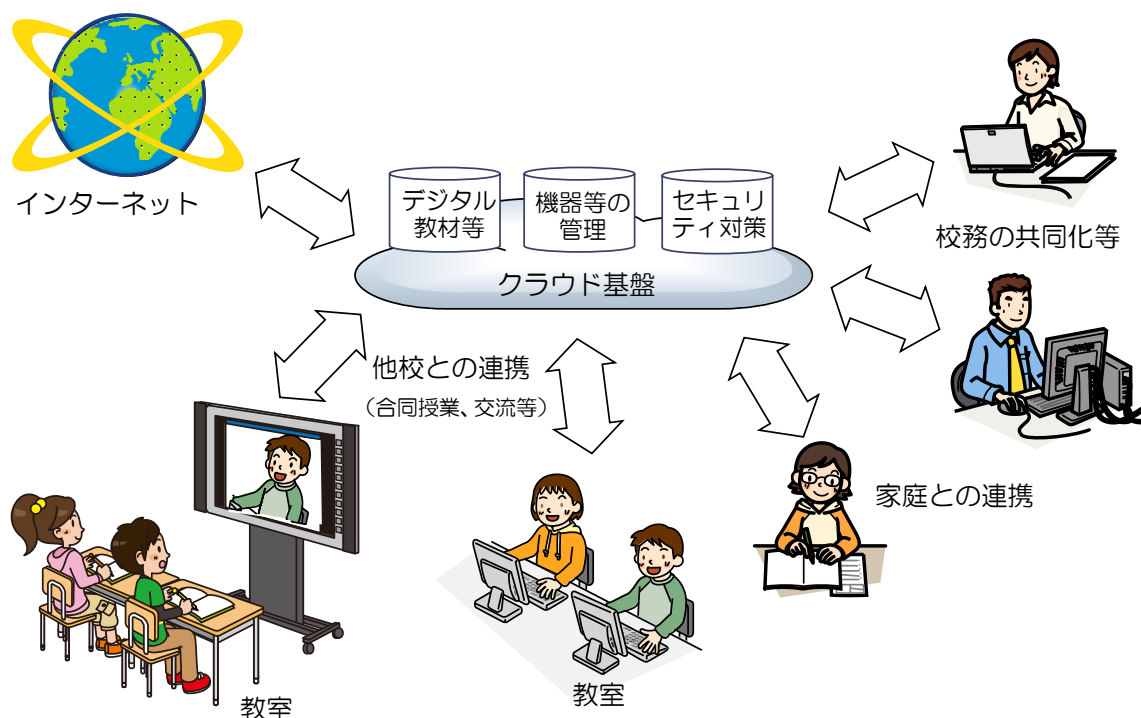 インターネット
デジタル
教材等
機器等の
管理
セキュリ
ティ対策
クラウド基盤
校務の共同化等
他校との連携
（合同授業、交流等）
家庭との連携
教室
教室